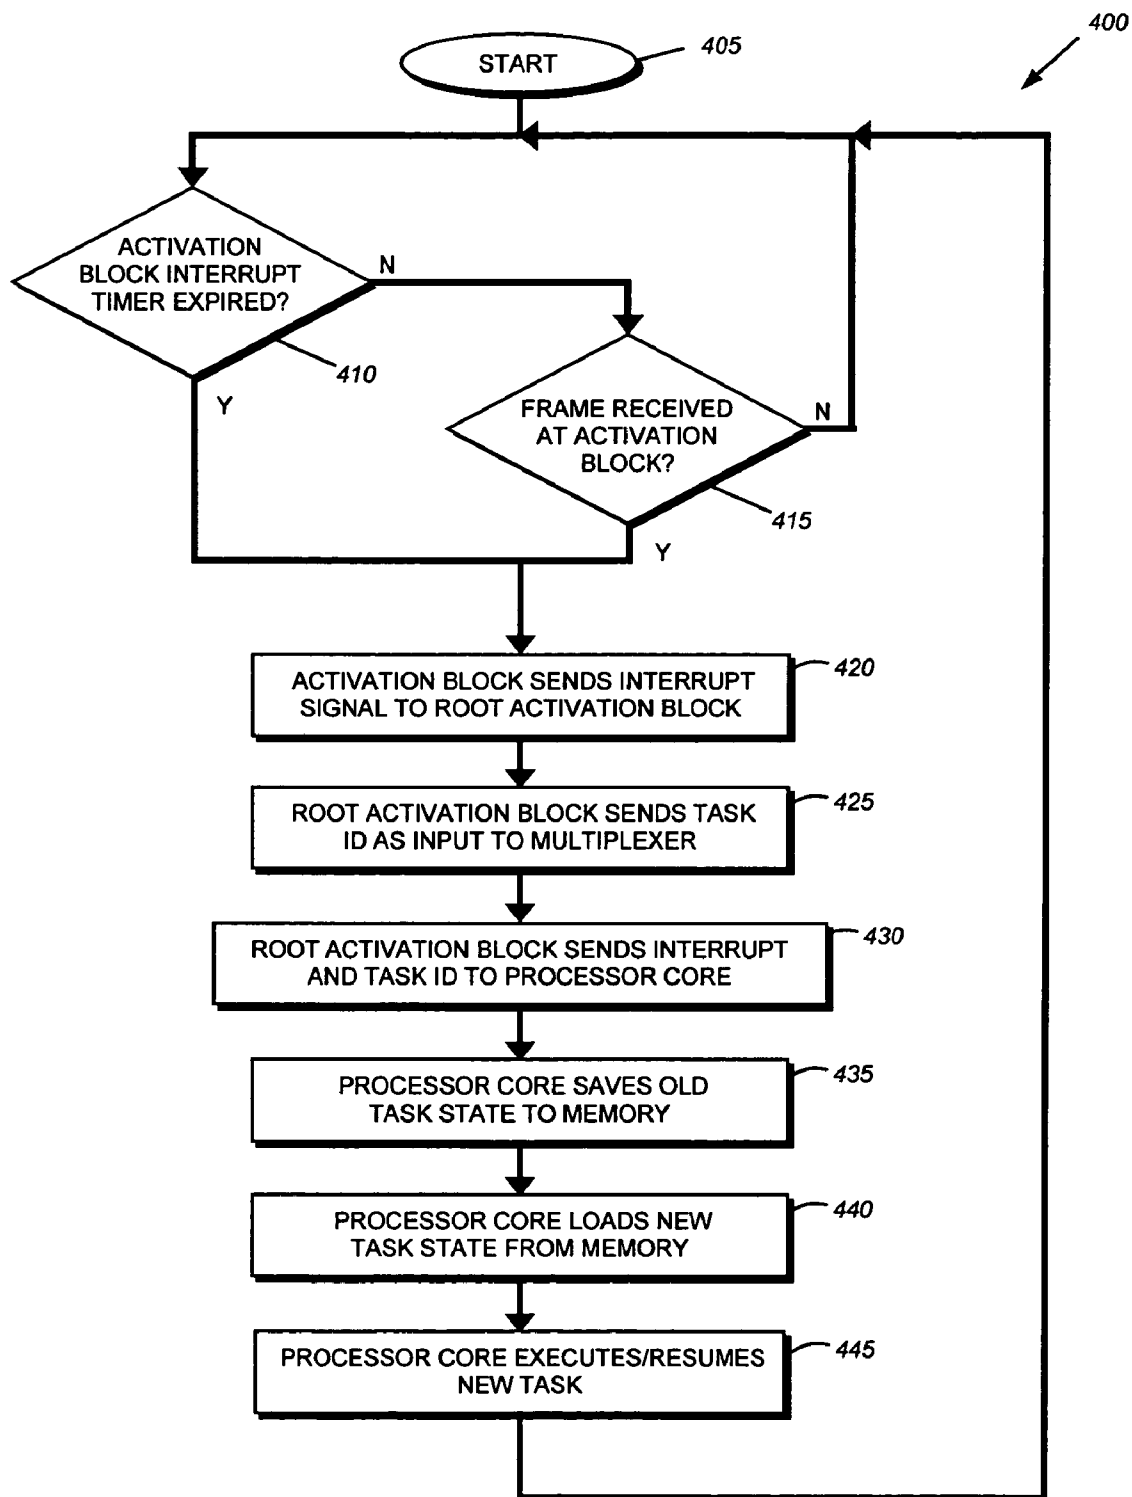 400
START
405
ACTIVATION
BLOCK INTERRUPT
TIMER EXPIRED?
N
410
Y
FRAME RECEIVED
AT ACTIVATION
BLOCK?
N
415
Y
ACTIVATION BLOCK SENDS INTERRUPT
SIGNAL TO ROOT ACTIVATION BLOCK
420
ROOT ACTIVATION BLOCK SENDS TASK
ID AS INPUT TO MULTIPLEXER
425
ROOT ACTIVATION BLOCK SENDS INTERRUPT
AND TASK ID TO PROCESSOR CORE
430
PROCESSOR CORE SAVES OLD
TASK STATE TO MEMORY
435
PROCESSOR CORE LOADS NEW
TASK STATE FROM MEMORY
440
PROCESSOR CORE EXECUTES/RESUMES
NEW TASK
445